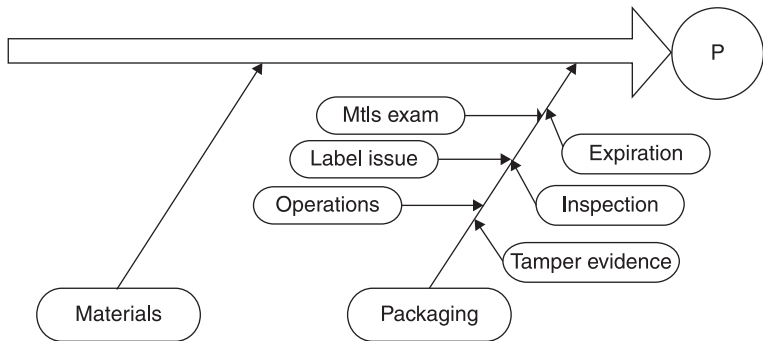 P
Mtls exam
Expiration
Label issue
Inspection
Operations
Tamper evidence
Materials
Packaging